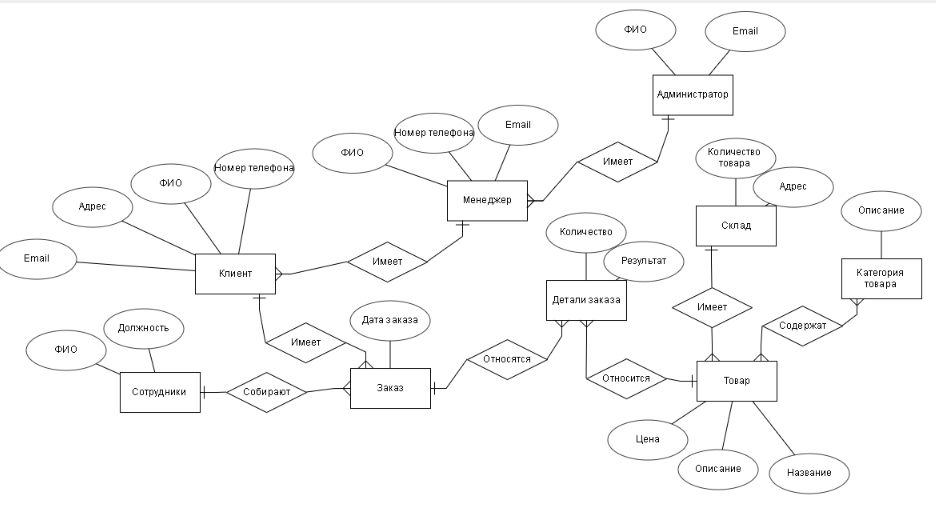 ФИО
Email
Администратор
Номер телефона
Email
ФИО
Имеет
Количество
товара
Адрес
Номер телефона
ФИО
Адрес
Менеджер
Склад
Описание
Количество
Email
Клиент
Имеет
Результат
Категория
товара
Детали заказа
Имеет
Содержат
Дата заказа
Должность
ФИО
Имеет
Относятся
Относится
Товар
Сотрудники
Собирают
Заказ
Цена
Описание
Название